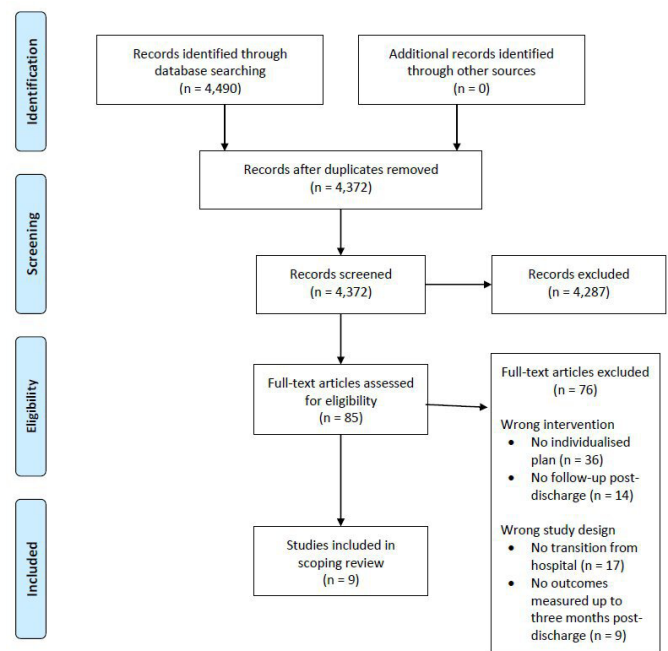 Identification
Records identified through
database searching
(n = 4,490)
Additional records identified
through other sources
(n = 0)
Records after duplicates removed
(n = 4,372)
Screening
Records screened
(n = 4,372)
Records excluded
(n = 4,287)
Eligibility
Full-text articles assessed
for eligibility
(n = 85)
Full-text articles excluded
(n = 76)
Wrong intervention
• No individualised
plan (n = 36)
• No follow-up post-
discharge (n = 14)
Wrong study design
• No transition from
hospital (n = 17)
• No outcomes
measured up to
three months post-
discharge (n = 9)
Included
Studies included in
scoping review
(n = 9)